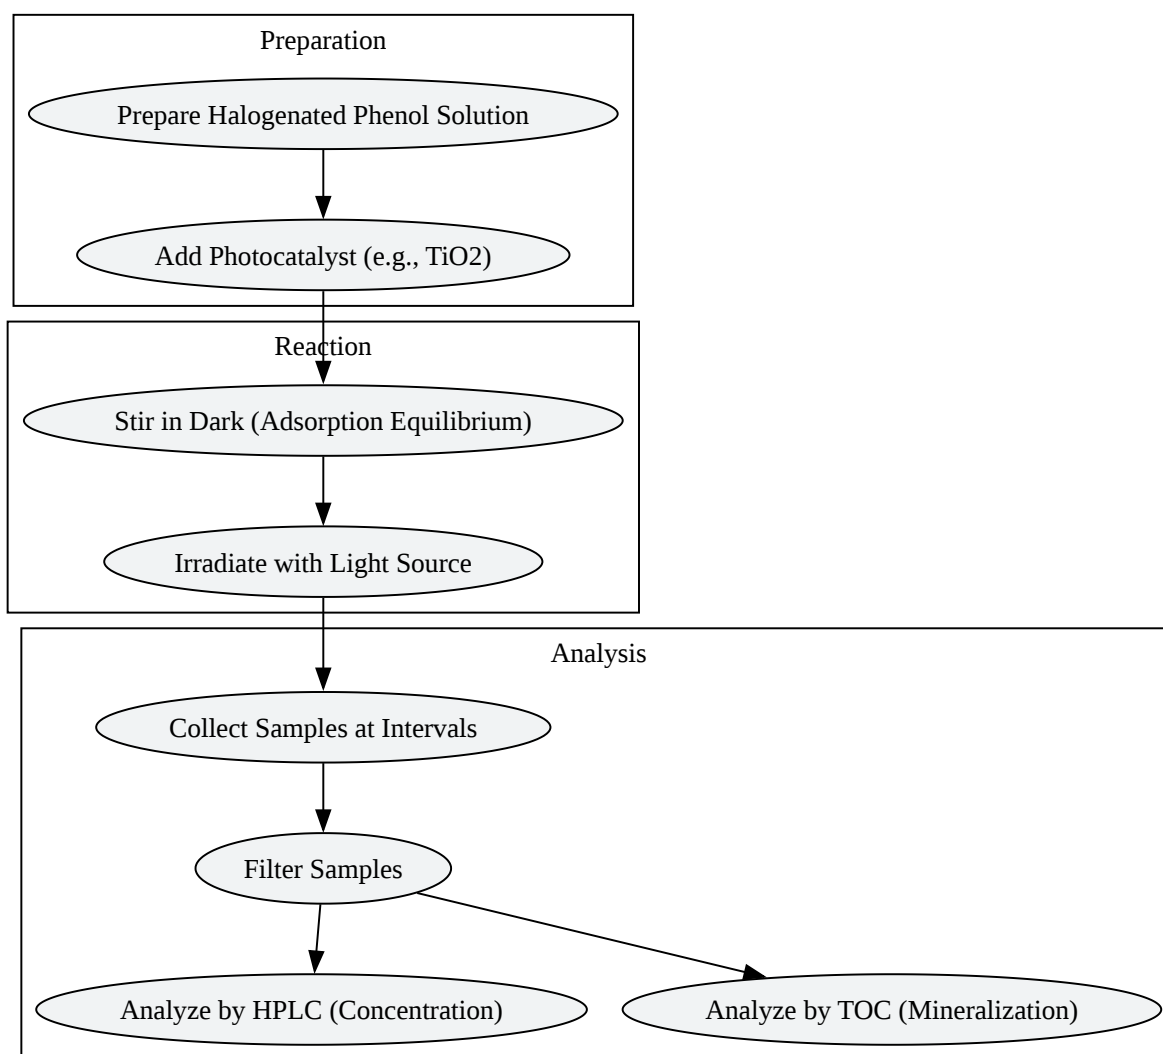 Preparation
Prepare Halogenated Phenol Solution
Add Photocatalyst (e.g., TiO2)
Reaction
Stir in Dark (Adsorption Equilibrium)
Irradiate with Light Source
Analysis
Collect Samples at Intervals
Filter Samples
Analyze by HPLC (Concentration)
Analyze by TOC (Mineralization)